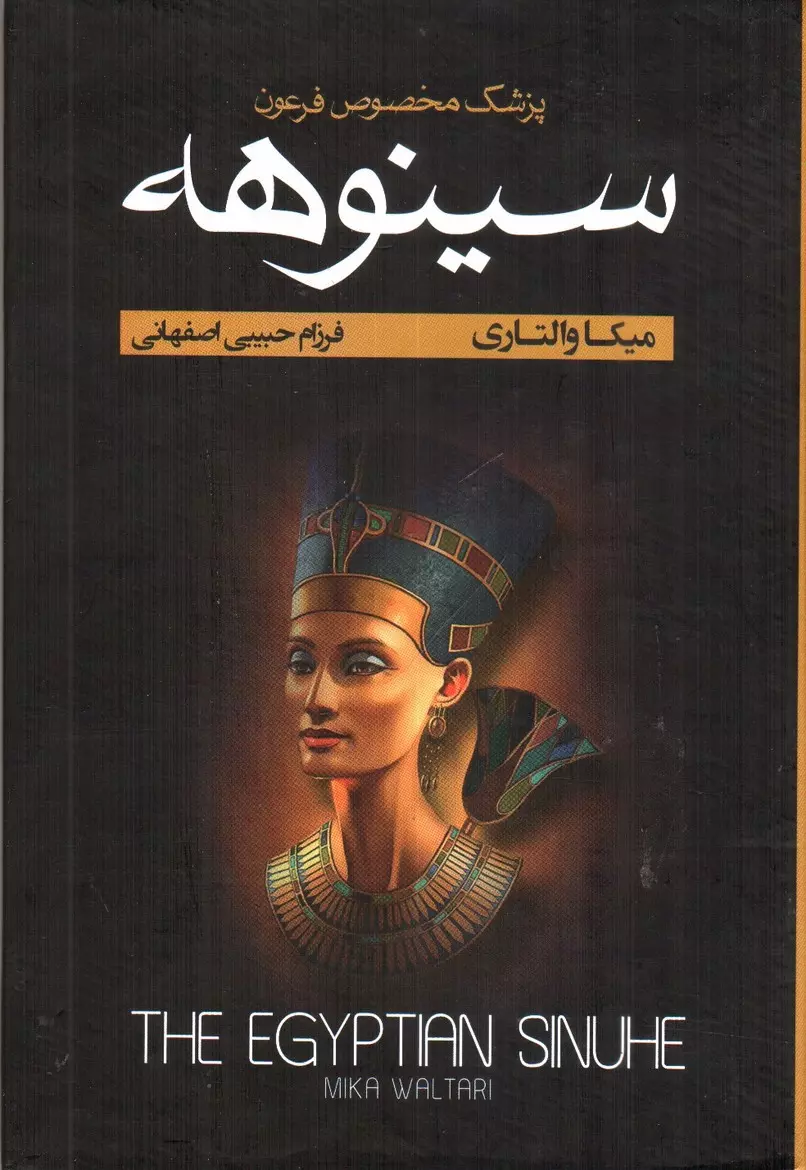 پزشک مخصوص فرعون
سینوهه
میکا والتاری فرزام حبیبی اصفهانی
THE EGYPTIAN SINUHE
MIKA WALTARI